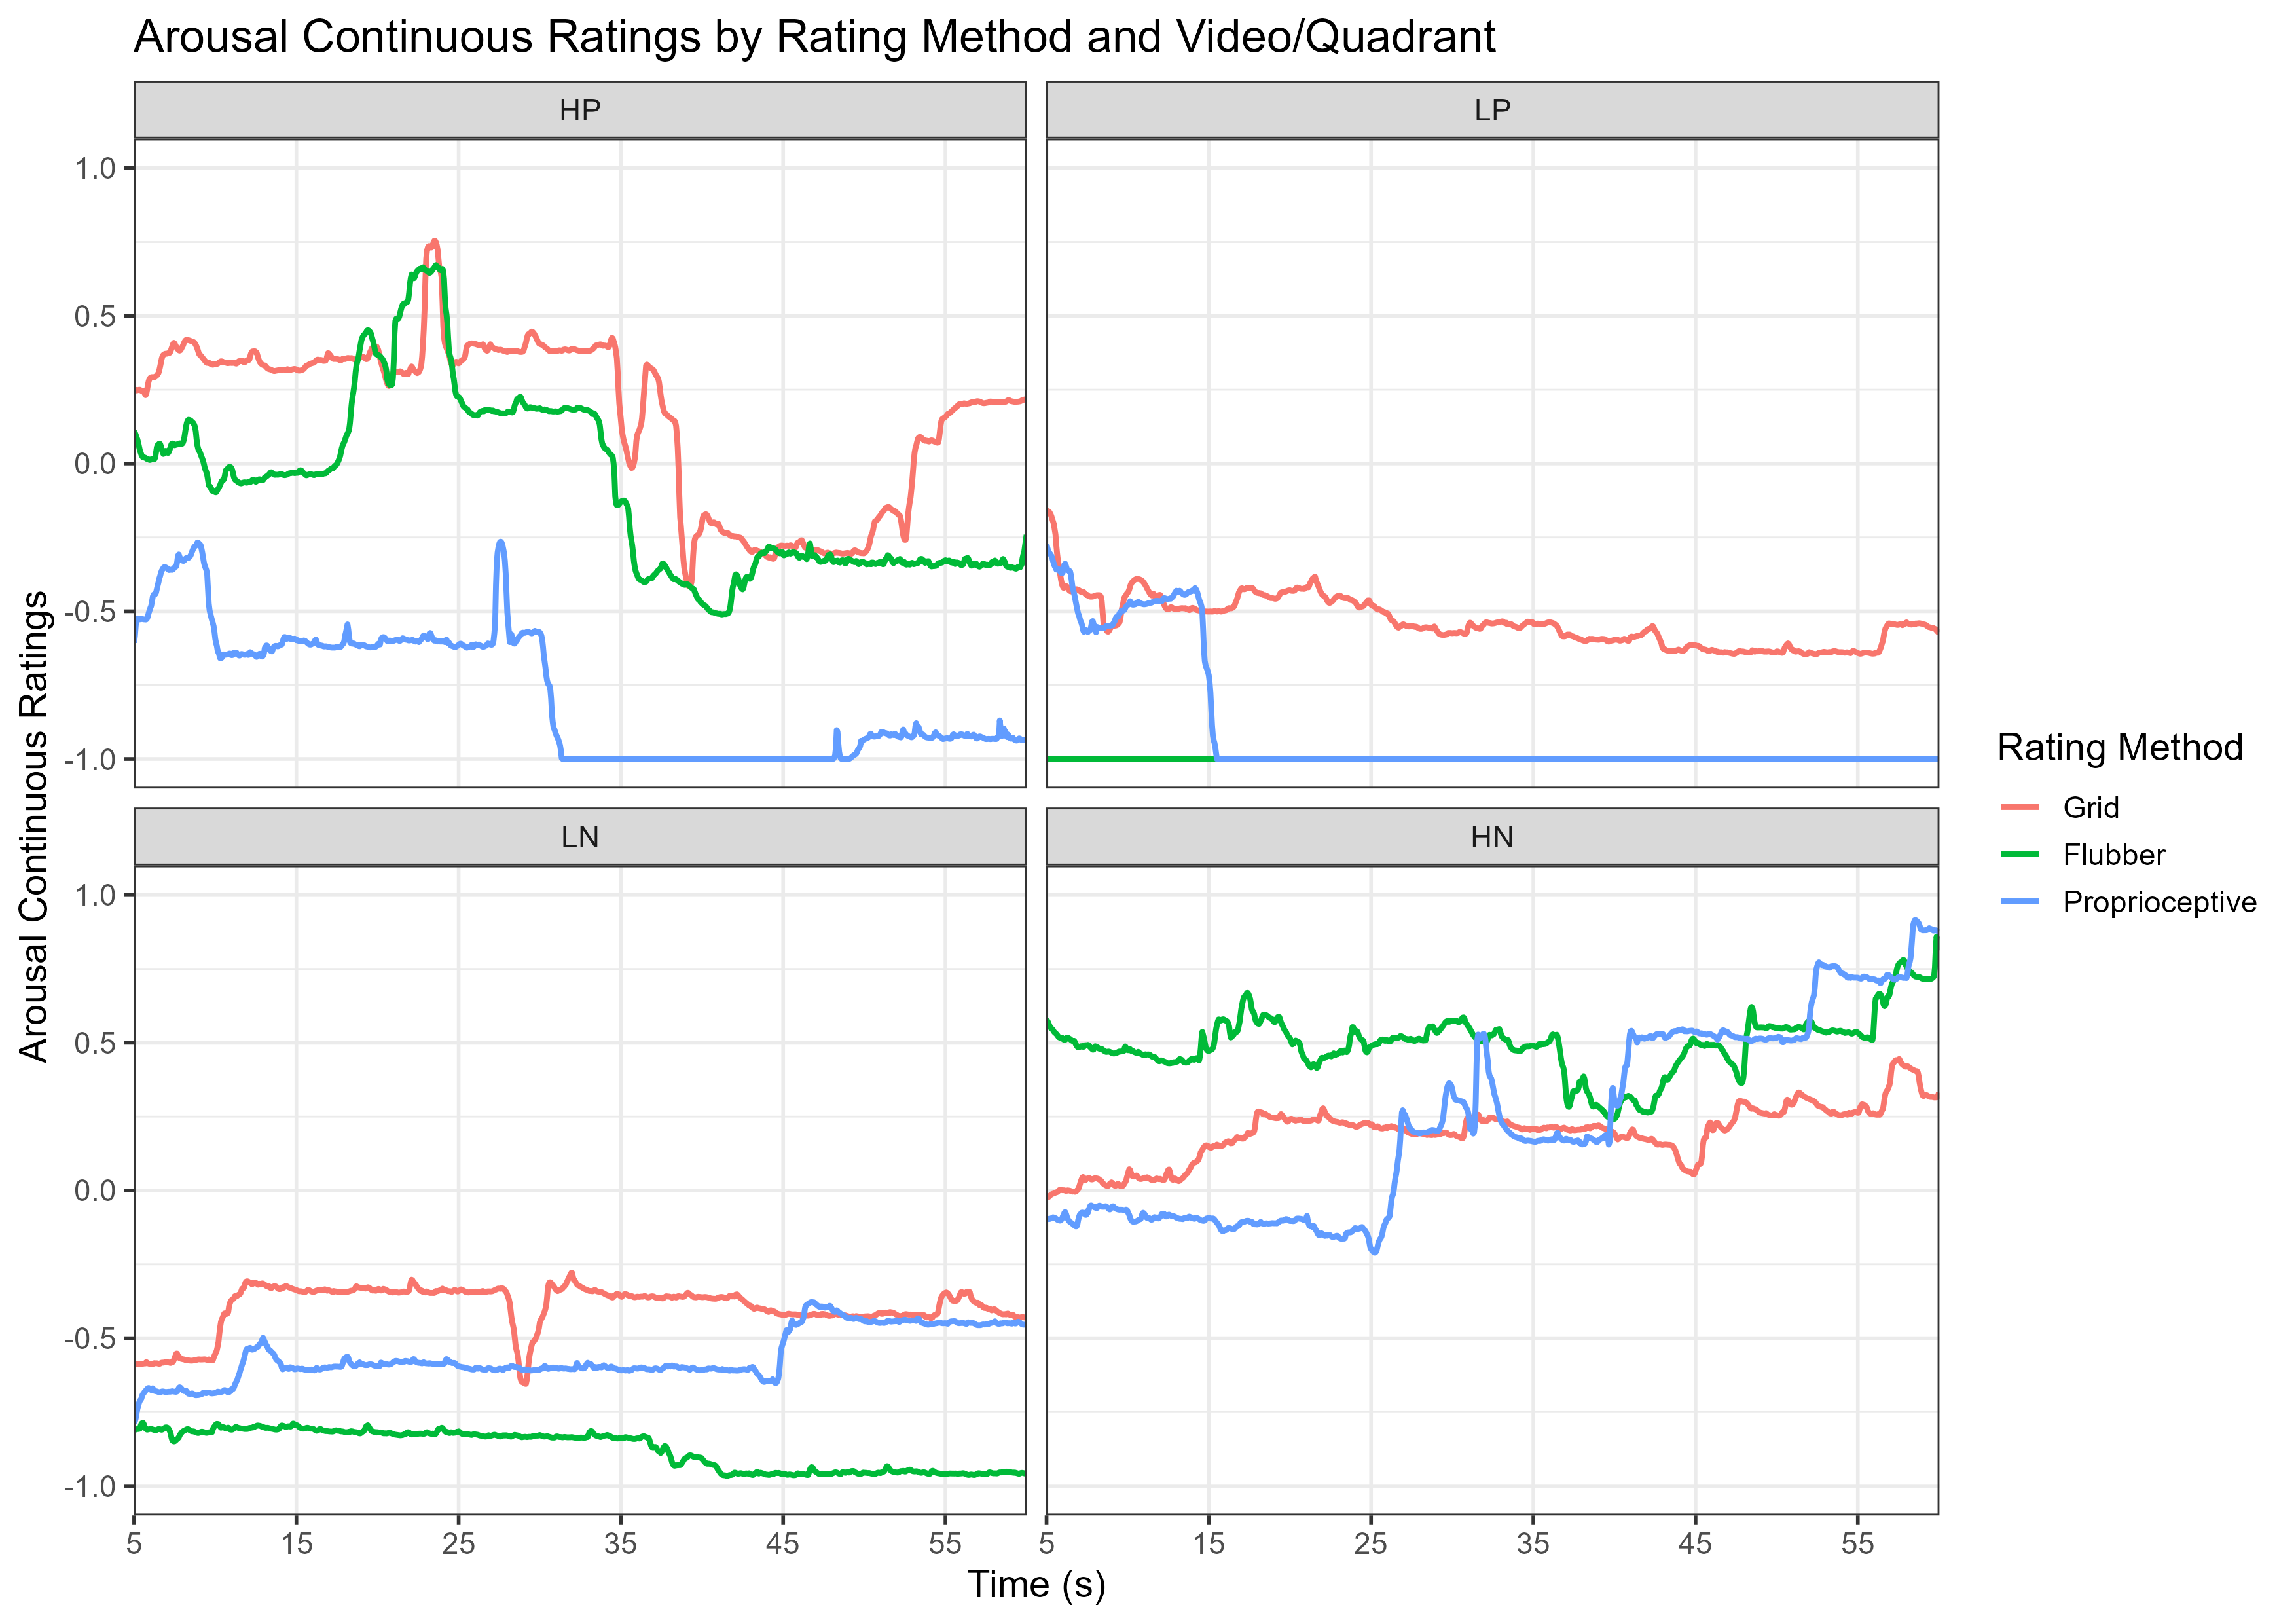 Arousal Continuous Ratings by Rating Method and Video/Quadrant
HP
LP
1.0
0.5
0.0
-0.5
-1.0
LN
HN
1.0
0.5
0.0
-0.5
-1.0
5 15 25 35 45 55 5 15 25 35 45 55
Time (s)
Arousal Continuous Ratings
Rating Method
Grid
Flubber
Proprioceptive